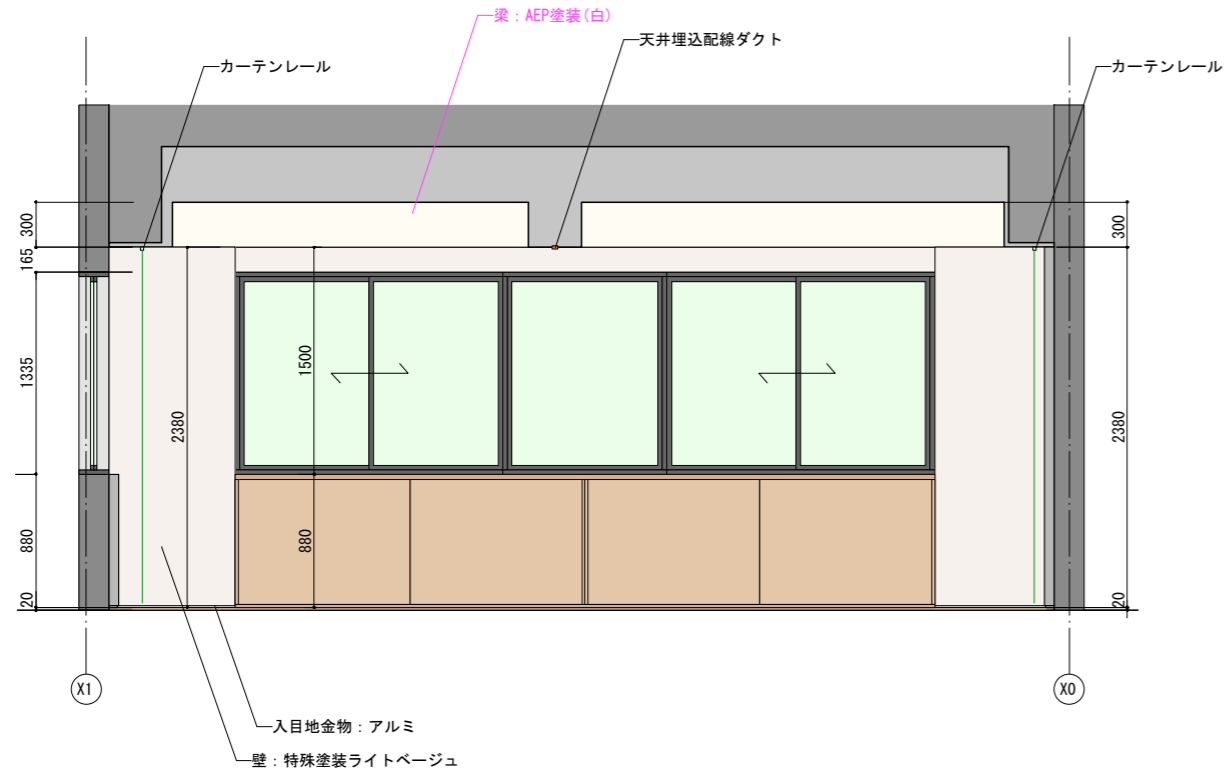 梁：AEP塗装(白)
天井埋込配線ダクト
カーテンレール
カーテンレール
300
300
165
1335
1500
2380
2380
880
880
20
20
X1
X0
入目地金物：アルミ
壁：特殊塗装ライトベージュ